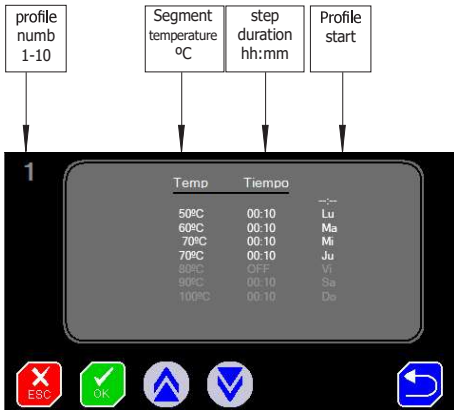 profile
numb
1-10
Segment
temperature
ºC
step
duration
hh:mm
Profile
start
1
Temp Tiempo
--:--
50ºC 00:10 Lu
60ºC 00:10 Ma
70ºC 00:10 Mi
70ºC 00:10 Ju
80ºC OFF Vi
90ºC 00:10 Sa
100ºC 00:10 Do
ESC
OK